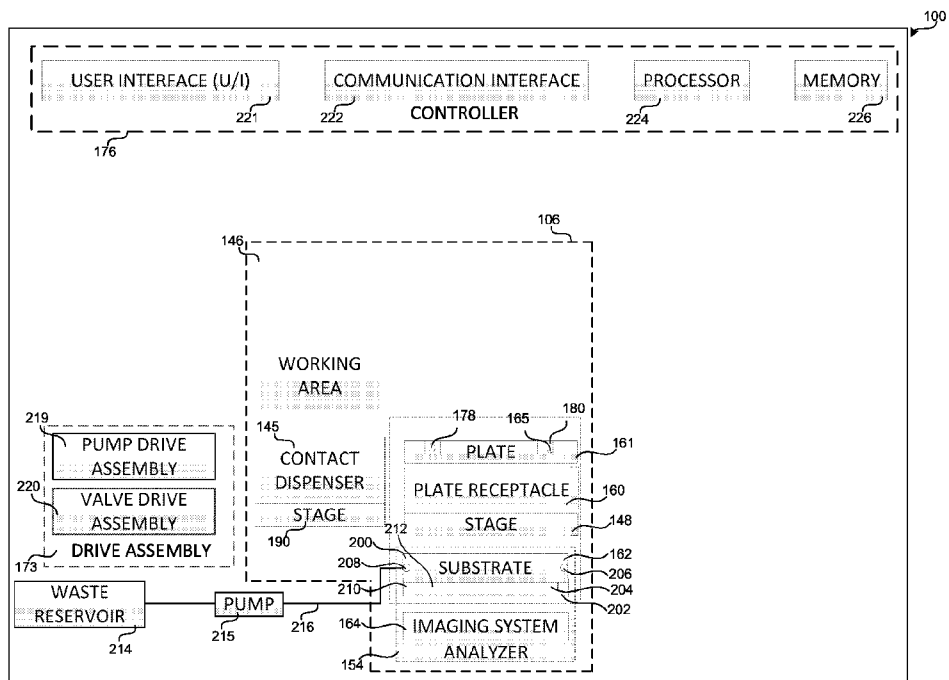 100
USER INTERFACE (U/I)
COMMUNICATION INTERFACE
PROCESSOR
MEMORY
221
222
CONTROLLER
224
226
176
146
106
WORKING
AREA
219
145
178
165
180
PUMP DRIVE
ASSEMBLY
CONTACT
DISPENSER
PLATE
161
PLATE RECEPTACLE
160
220
VALVE DRIVE
ASSEMBLY
STAGE
190
212
STAGE
148
173
DRIVE ASSEMBLY
200
208
SUBSTRATE
162
206
210
204
202
WASTE
RESERVOIR
PUMP
214
215
216
164
IMAGING SYSTEM
ANALYZER
154